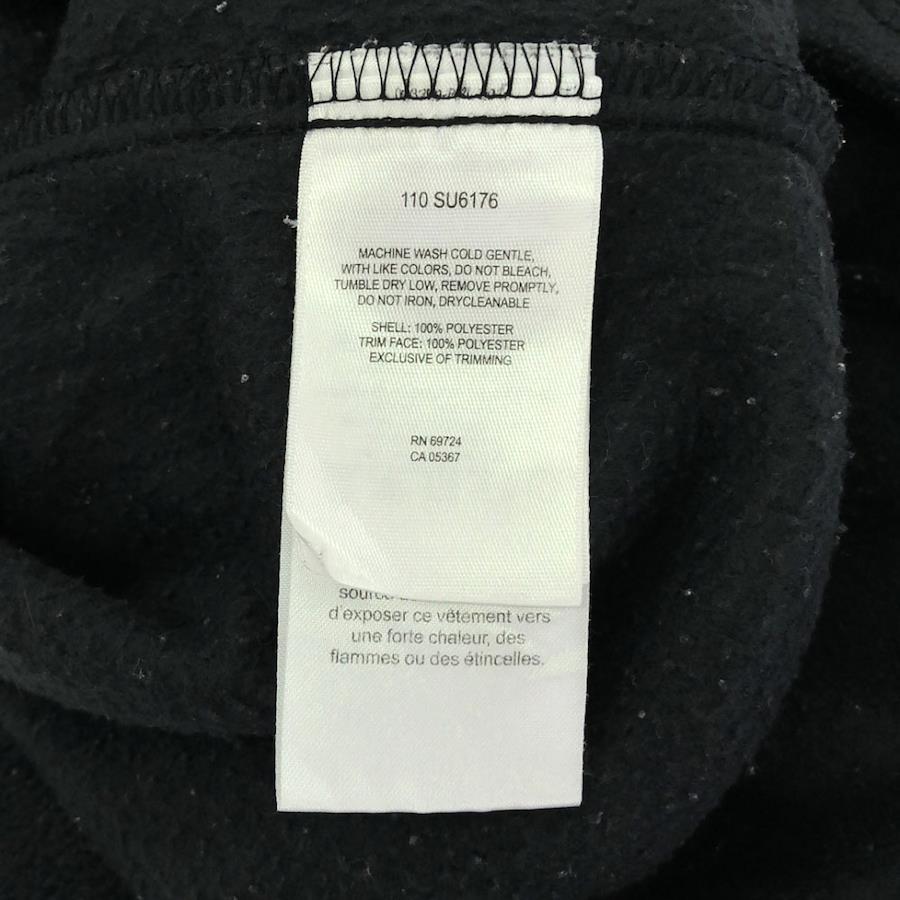 110 SU6176
MACHINE WASH COLD GENTLE,
WITH LIKE COLORS, DO NOT BLEACH,
TUMBLE DRY LOW, REMOVE PROMPTLY,
DO NOT IRON, DRYCLEANABLE
SHELL: 100% POLYESTER
TRIM FACE: 100% POLYESTER
EXCLUSIVE OF TRIMMING
RN 69724
CA 05367
d'exposer ce vêtement vers
une forte chaleur, des
flammes ou des étincelles.